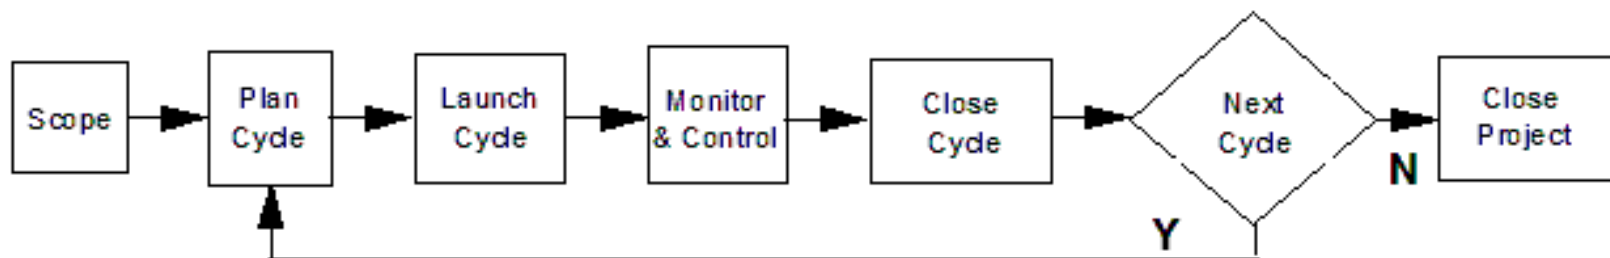 Scope
Plan
Cycle
Launch
Cycle
Monitor
& Control
Close
Cycle
Next
Cycle
Y
N
Close
Project